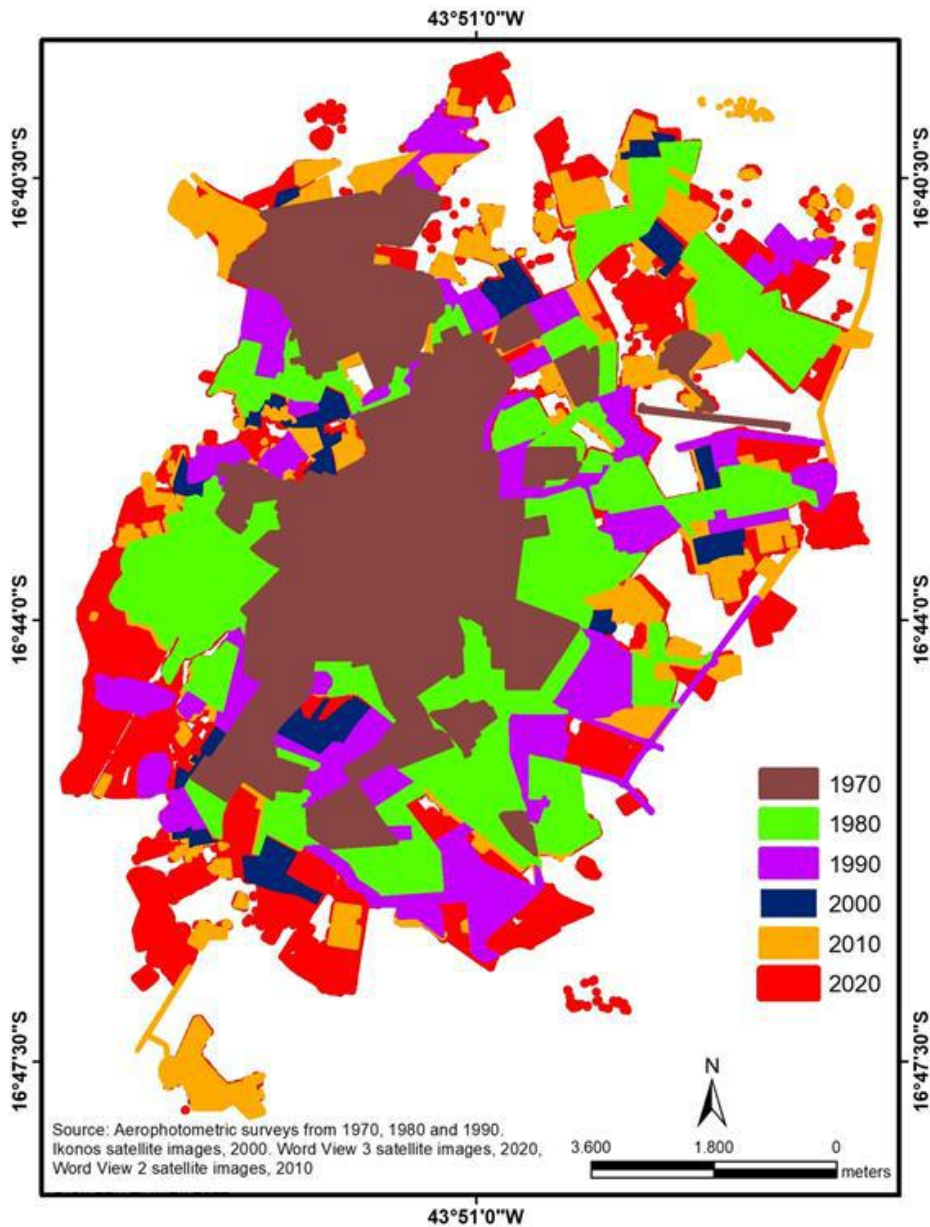 43°51'0"W
16°40'30"S
16°40'30"S
16°44'0"S
16°44'0"S
1970
1980
1990
2000
2010
2020
16°47'30"S
16°47'30"S
N
Source: Aerophotometric surveys from 1970, 1980 and 1990.
Ikonos satellite images, 2000. Word View 3 satellite images, 2020,
Word View 2 satellite images, 2010
3.600 1.800 0
meters
43°51'0"W